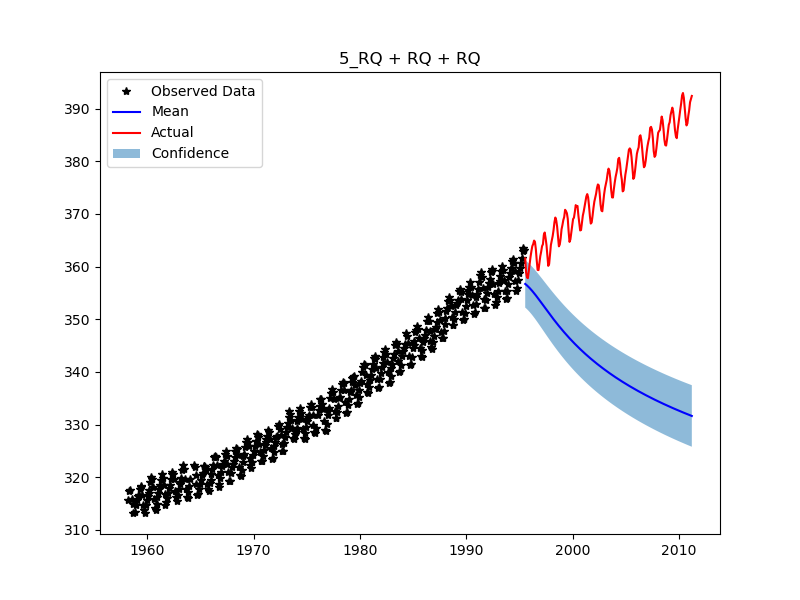 5_RQ + RQ + RQ
Observed Data
Mean
Actual
Confidence
390
380
370
360
350
340
330
320
310
1960 1970 1980 1990 2000 2010